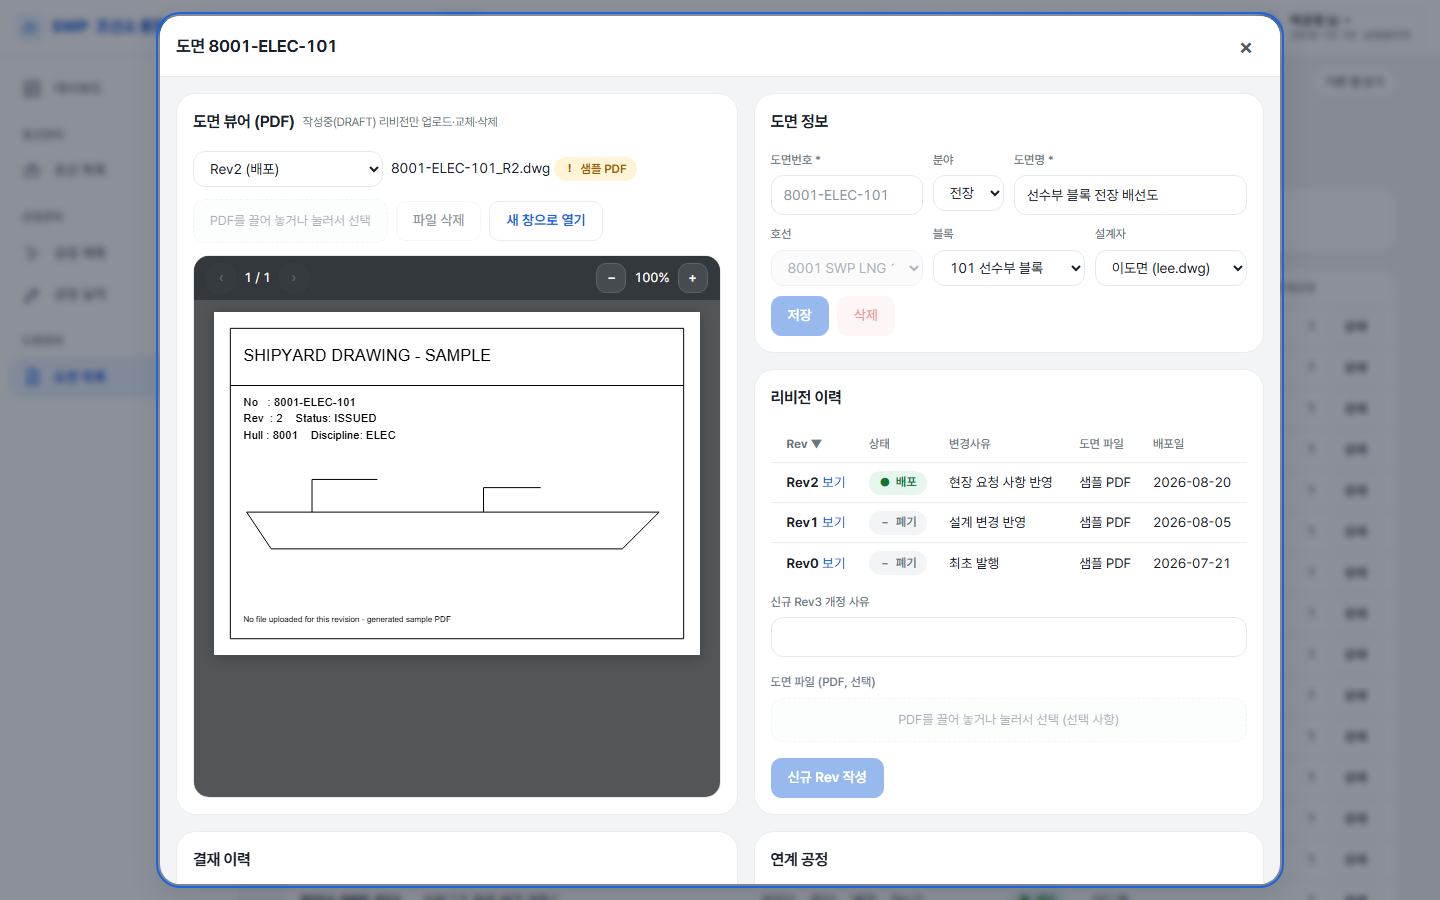 도면 8001-ELEC-101
×
도면 뷰어 (PDF) 작성중(DRAFT) 리비전만 업로드·교체·삭제
Rev2 (배포) 8001-ELEC-101_R2.dwg ! 샘플 PDF
PDF를 끌어 놓거나 눌러서 선택 파일 삭제 새 창으로 열기
‹ 1 / 1 › − 100% +
SHIPYARD DRAWING - SAMPLE
No : 8001-ELEC-101
Rev : 2 Status: ISSUED
Hull : 8001 Discipline: ELEC
No file uploaded for this revision - generated sample PDF
결재 이력
도면 정보
도면번호 * 분야 도면명 *
8001-ELEC-101 전장 선수부 블록 전장 배선도
호선 블록 설계자
8001 SWP LNG 101 선수부 블록 이도면 (lee.dwg)
저장 삭제
리비전 이력
Rev ▼ 상태 변경사유 도면 파일 배포일
Rev2 보기 ● 배포 현장 요청 사항 반영 샘플 PDF 2026-08-20
Rev1 보기 – 폐기 설계 변경 반영 샘플 PDF 2026-08-05
Rev0 보기 – 폐기 최초 발행 샘플 PDF 2026-07-21
신규 Rev3 개정 사유
도면 파일 (PDF, 선택)
PDF를 끌어 놓거나 눌러서 선택 (선택 사항)
신규 Rev 작성
연계 공정